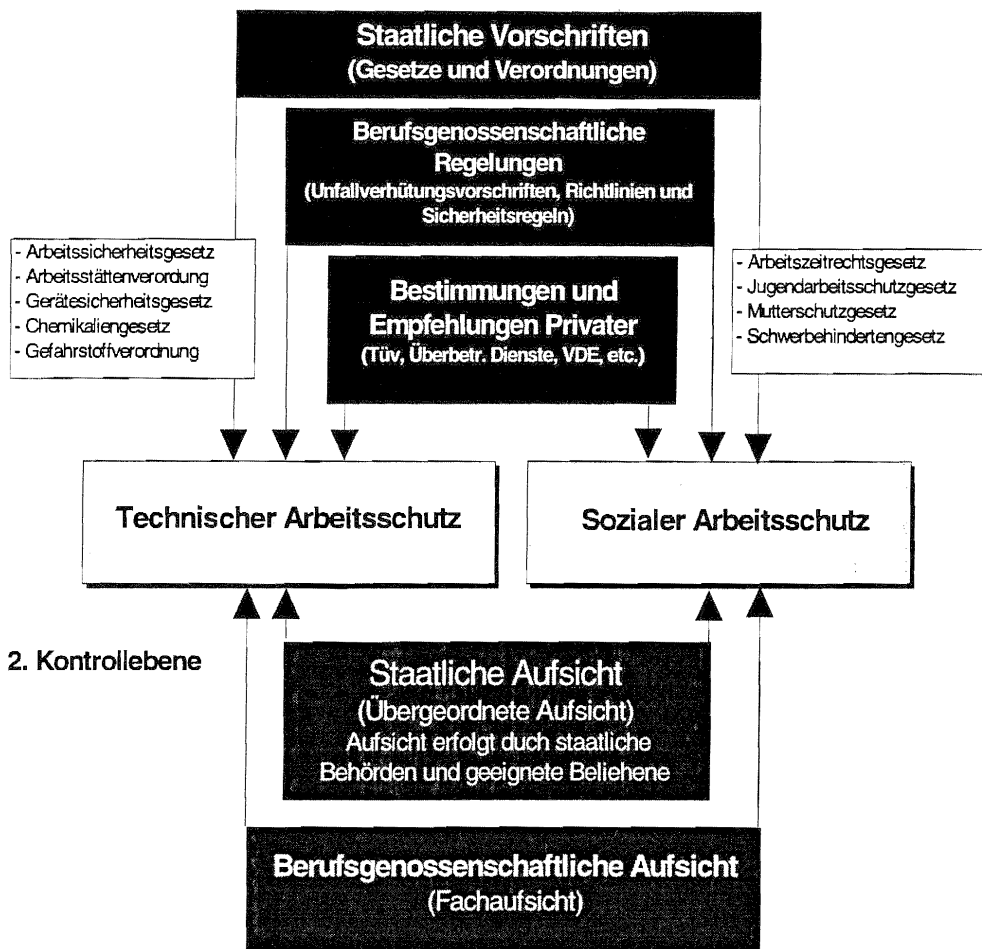 Staatliche Vorschriften
(Gesetze und Verordnungen)
Berufsgenossenschaftliche
Regelungen
(Unfallverhütungsvorschriften, Richtlinien und
Sicherheitsregeln)
- Arbeitssicherheitsgesetz
- Arbeitsstättenverordung
- Gerätesicherheitsgesetz
- Chemikaliengesetz
- Gefahrstoffverordnung
Bestimmungen und
Empfehlungen Privater
(Tüv, Überbetr. Dienste, VDE, etc.)
- Arbeitszeitrechtsgesetz
- Jugendarbeitsschutzgesetz
- Mutterschutzgesetz
- Schwerbehindertengesetz
Technischer Arbeitsschutz
Sozialer Arbeitsschutz
2. Kontrollebene
Staatliche Aufsicht
(Übergeordnete Aufsicht)
Aufsicht erfolgt duch staatliche
Behörden und geeignete Beliehene
Berufsgenossenschaftliche Aufsicht
(Fachaufsicht)